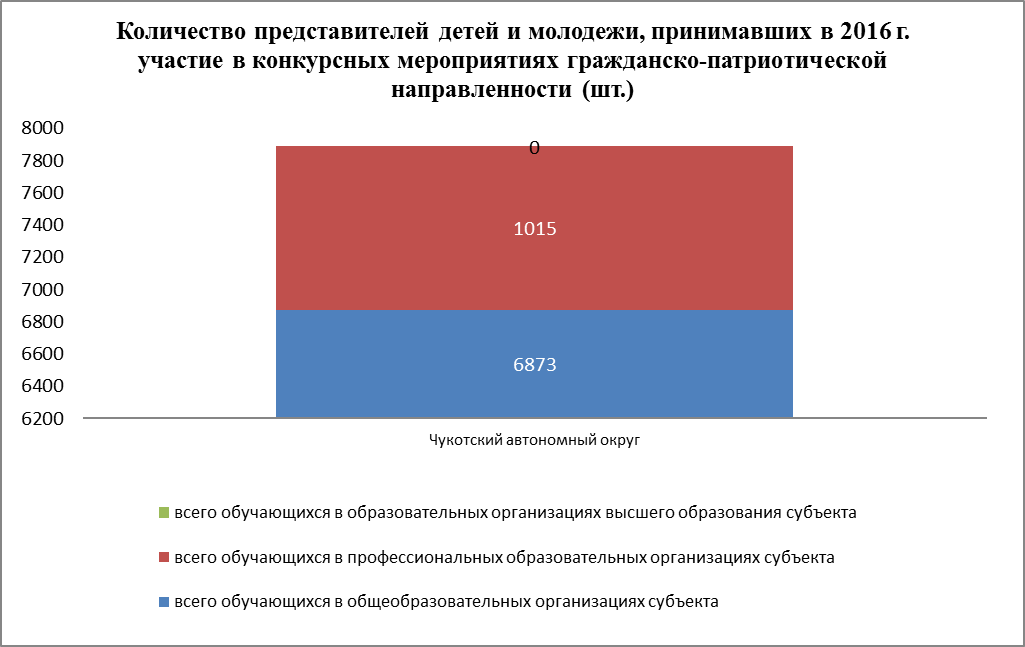 Количество представителей детей и молодежи, принимавших в 2016 г.
участие в конкурсных мероприятиях гражданско-патриотической
направленности (шт.)
8000
7800
7600
7400
7200
7000
6800
6600
6400
6200
0
1015
6873
Чукотский автономный округ
всего обучающихся в образовательных организациях высшего образования субъекта
всего обучающихся в профессиональных образовательных организациях субъекта
всего обучающихся в общеобразовательных организациях субъекта